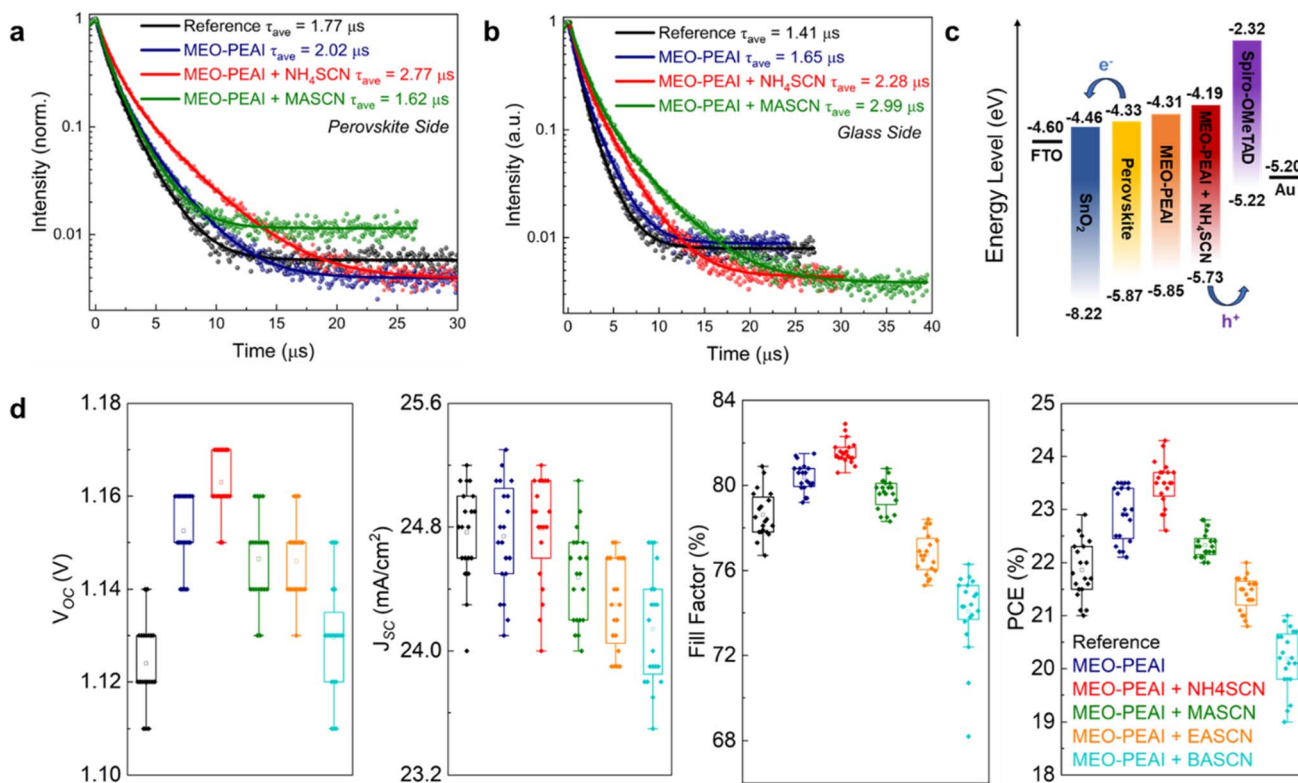 a
1
0.1
0.01
Intensity (norm.)
Reference τave = 1.77 μs
MEO-PEAI τave = 2.02 μs
MEO-PEAI + NH₄SCN τave = 2.77 μs
MEO-PEAI + MASCN τave = 1.62 μs
Perovskite Side
0 5 10 15 20 25 30
Time (μs)
b
1
0.1
0.01
Intensity (a.u.)
Reference τave = 1.41 μs
MEO-PEAI τave = 1.65 μs
MEO-PEAI + NH₄SCN τave = 2.28 μs
MEO-PEAI + MASCN τave = 2.99 μs
Glass Side
0 5 10 15 20 25 30 35 40
Time (μs)
c
Energy Level (eV)
-4.60
FTO
e-
-4.46
SnO₂
-8.22
-4.33
Perovskite
-5.87
-4.31
MEO-PEAI
-5.85
-4.19
MEO-PEAI + NH₄SCN
-5.73
h+
-2.32
Spiro-OMeTAD
-5.22
-5.20
Au
d
VOC (V)
1.18
1.16
1.14
1.12
1.10
JSC (mA/cm²)
25.6
24.8
24.0
23.2
Fill Factor (%)
84
80
76
72
68
PCE (%)
25
24
23
22
21
20
19
18
Reference
MEO-PEAI
MEO-PEAI + NH4SCN
MEO-PEAI + MASCN
MEO-PEAI + EASCN
MEO-PEAI + BASCN